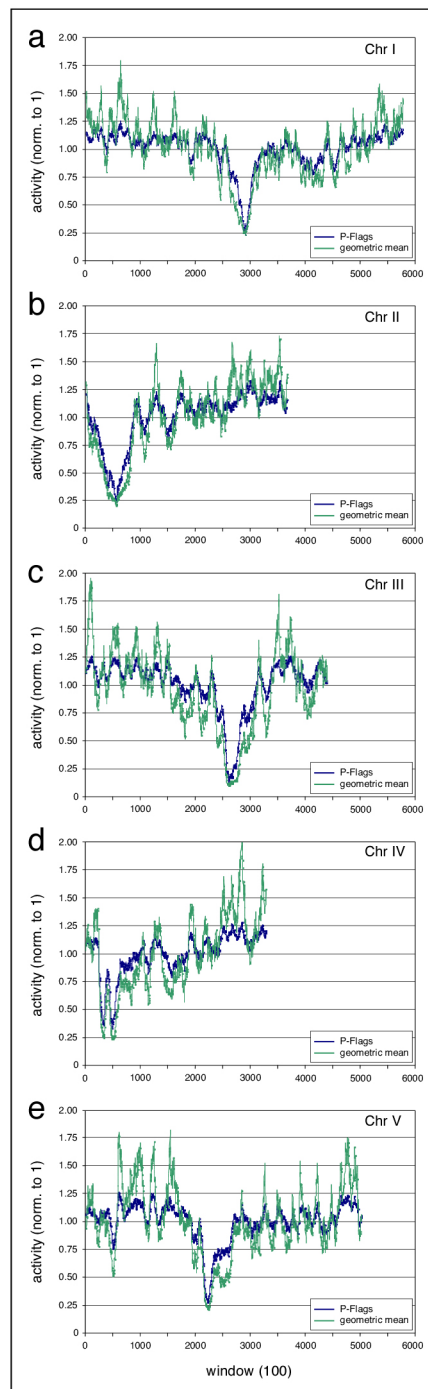 a
Chr I
activity (norm. to 1)
2.00
1.75
1.50
1.25
1.00
0.75
0.50
0.25
0
P-Flags
geometric mean
0 1000 2000 3000 4000 5000 6000
b
Chr II
activity (norm. to 1)
2.00
1.75
1.50
1.25
1.00
0.75
0.50
0.25
0
P-Flags
geometric mean
0 1000 2000 3000 4000 5000 6000
c
Chr III
activity (norm. to 1)
2.00
1.75
1.50
1.25
1.00
0.75
0.50
0.25
0
P-Flags
geometric mean
0 1000 2000 3000 4000 5000 6000
d
Chr IV
activity (norm. to 1)
2.00
1.75
1.50
1.25
1.00
0.75
0.50
0.25
0
P-Flags
geometric mean
0 1000 2000 3000 4000 5000 6000
e
Chr V
activity (norm. to 1)
2.00
1.75
1.50
1.25
1.00
0.75
0.50
0.25
0
P-Flags
geometric mean
0 1000 2000 3000 4000 5000 6000
window (100)